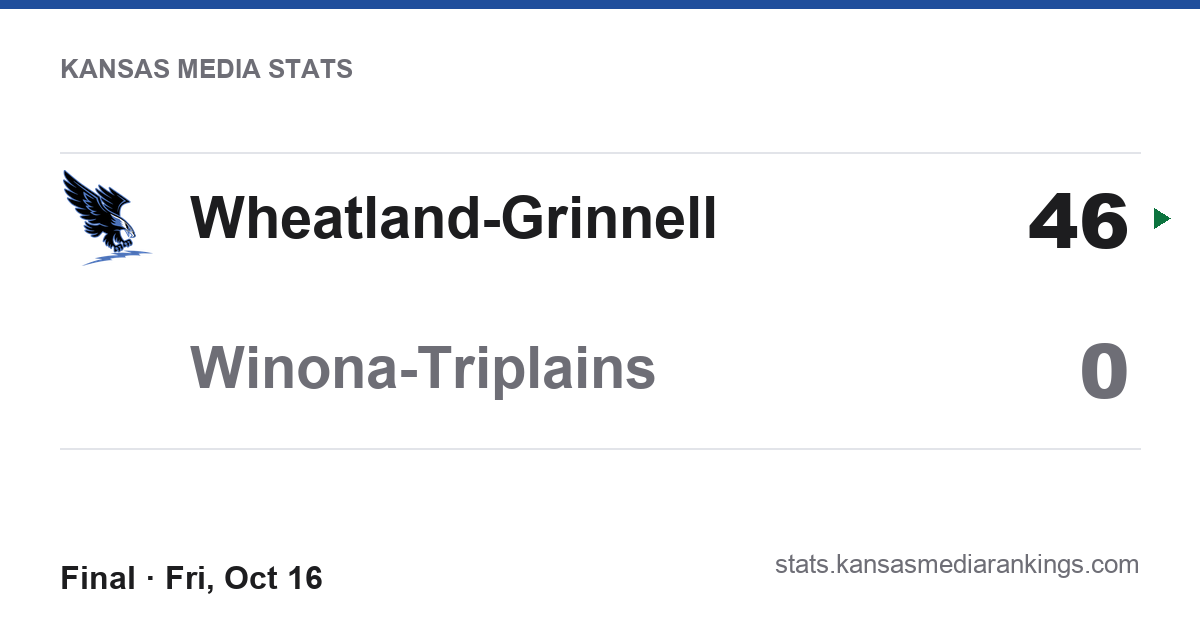 KANSAS MEDIA STATS
Wheatland-Grinnell 46
Winona-Triplains 0
Final · Fri, Oct 16
stats.kansasmediarankings.com